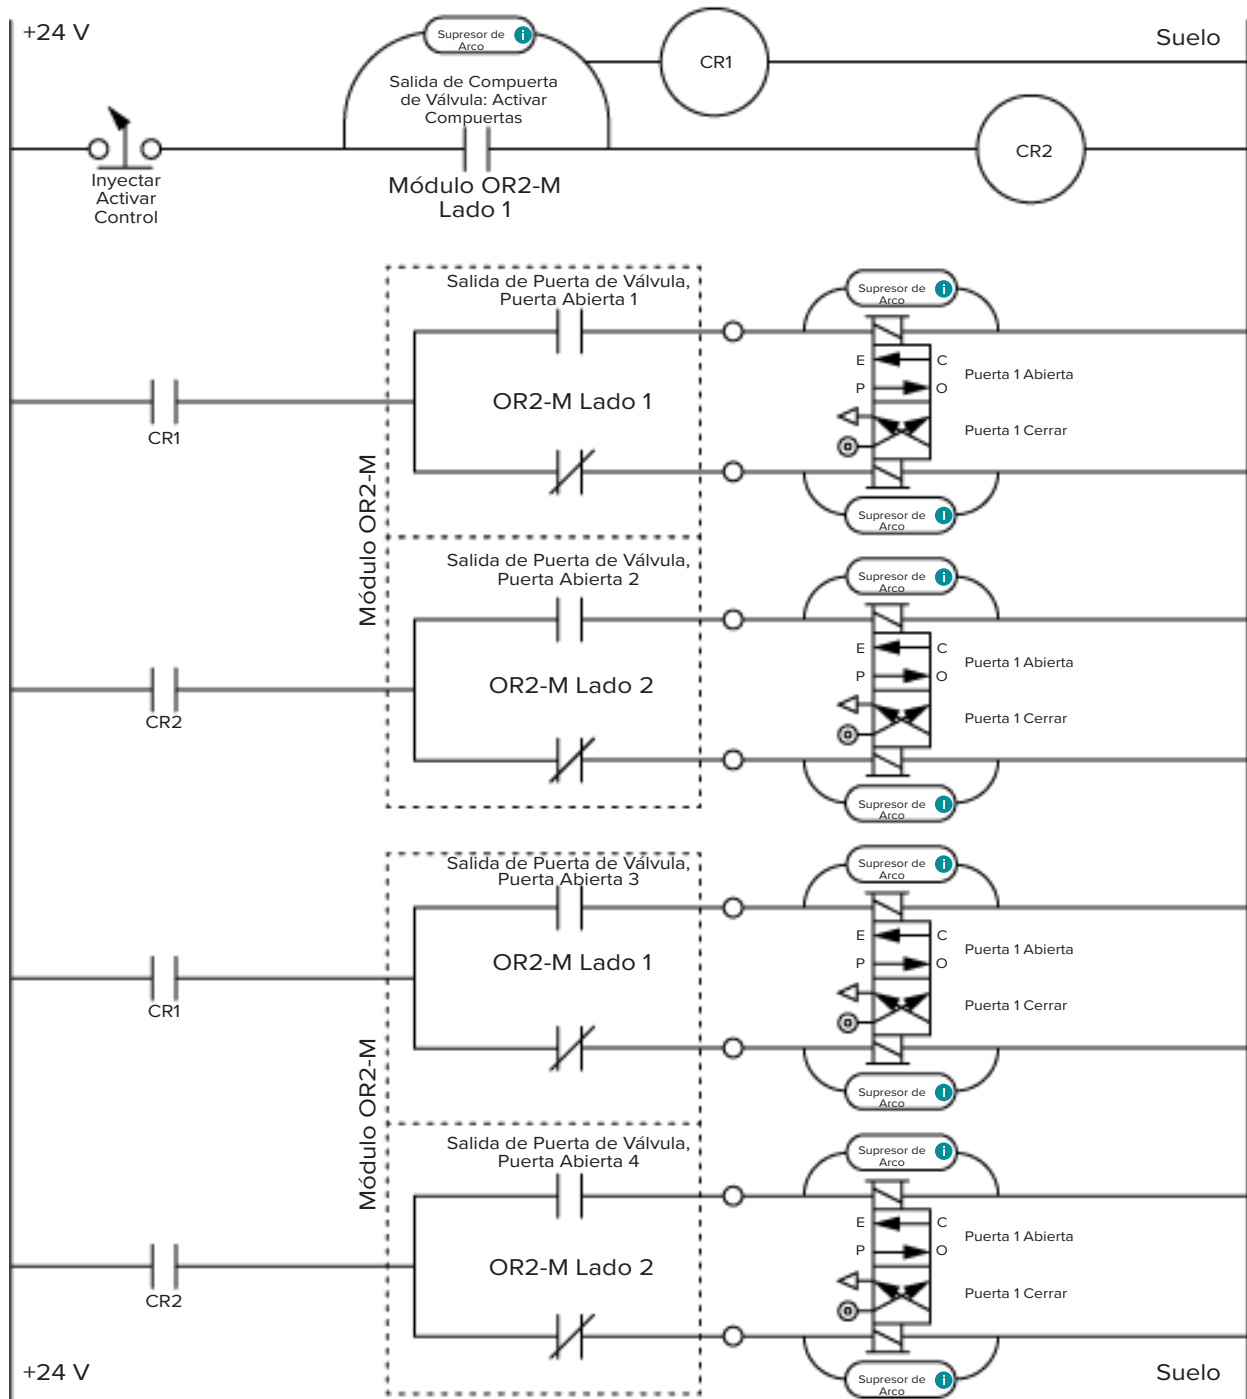 +24 V
Suelo
Supresor de
Arco
i
CR1
Salida de Compuerta
de Válvula: Activar
Compuertas
CR2
Inyectar
Activar
Control
Módulo OR2-M
Lado 1
Salida de Puerta de Válvula,
Puerta Abierta 1
Supresor de
Arco
i
E
C
Puerta 1 Abierta
P
O
OR2-M Lado 1
CR1
Puerta 1 Cerrar
Supresor de
Arco
I
Módulo OR2-M
Salida de Puerta de Válvula,
Puerta Abierta 2
Supresor de
Arco
i
E
C
Puerta 1 Abierta
P
O
OR2-M Lado 2
CR2
Puerta 1 Cerrar
Supresor de
Arco
I
Salida de Puerta de Válvula,
Puerta Abierta 3
Supresor de
Arco
i
E
C
Puerta 1 Abierta
P
O
OR2-M Lado 1
CR1
Puerta 1 Cerrar
Supresor de
Arco
I
Módulo OR2-M
Salida de Puerta de Válvula,
Puerta Abierta 4
Supresor de
Arco
i
E
C
Puerta 1 Abierta
P
O
OR2-M Lado 2
CR2
Puerta 1 Cerrar
Supresor de
Arco
i
+24 V
Suelo